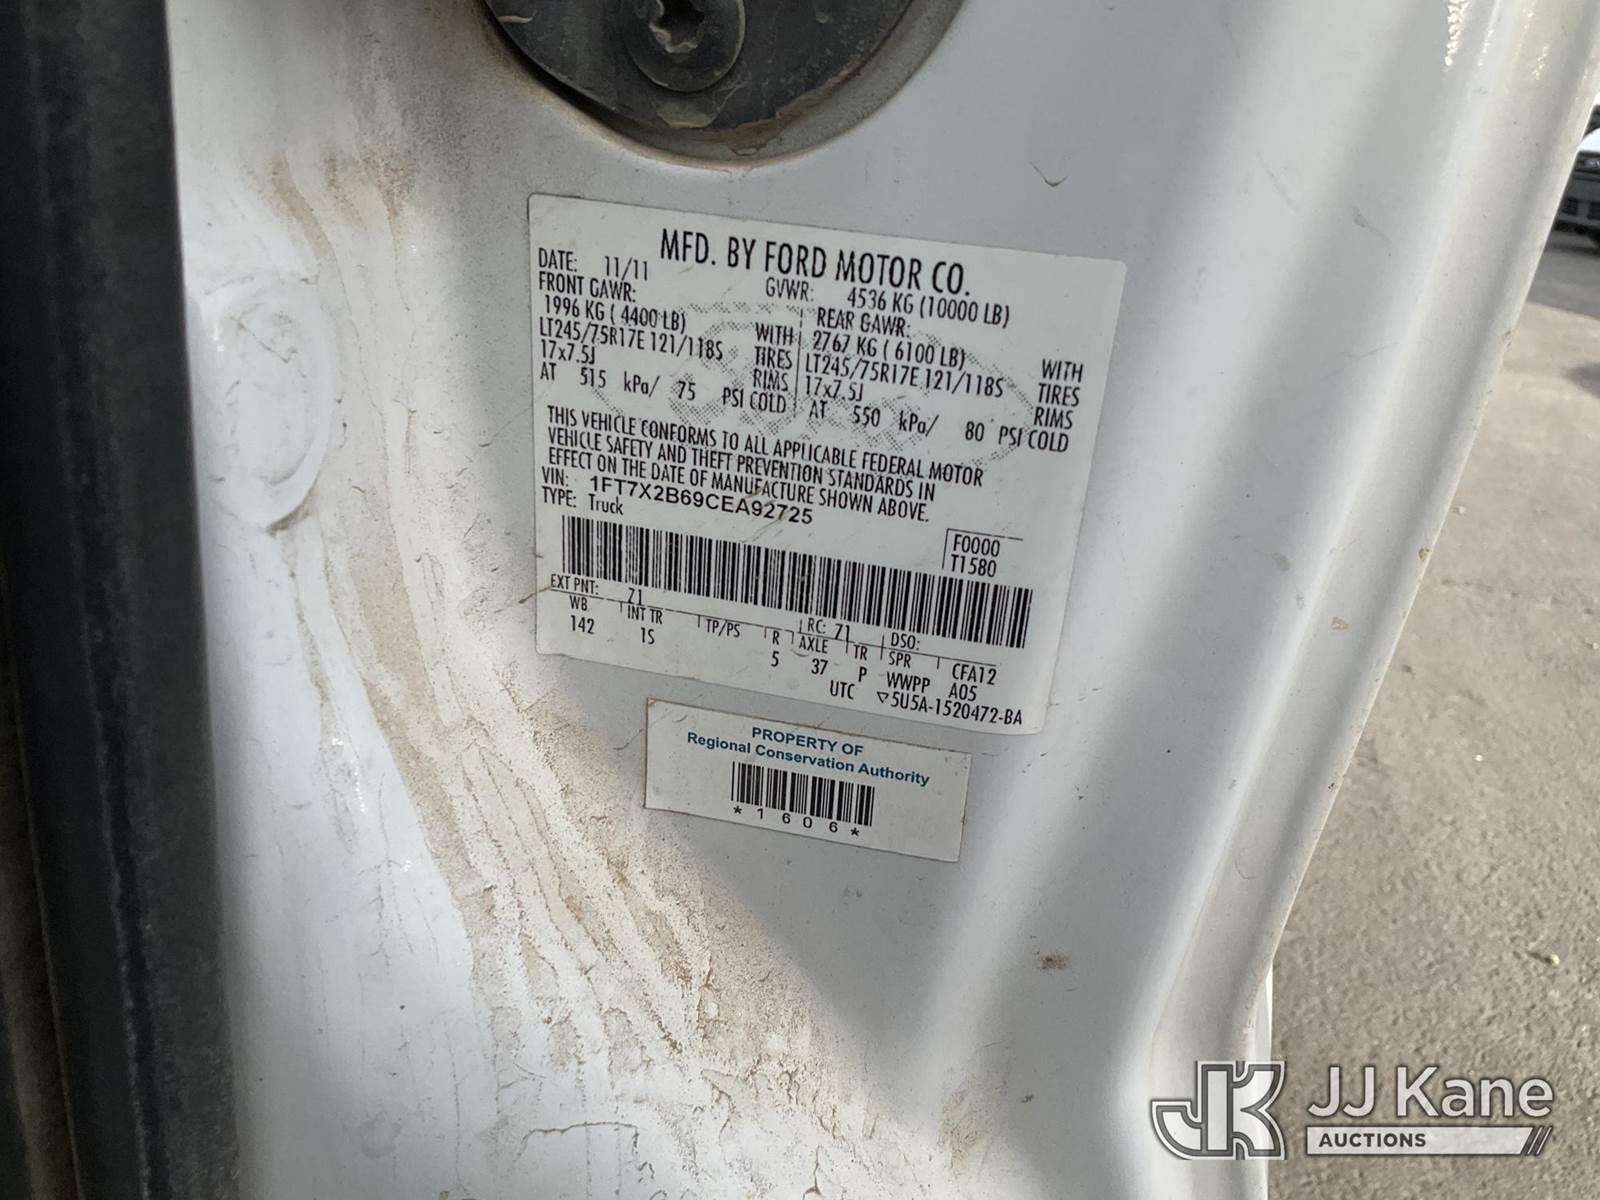 MFD. BY FORD MOTOR CO.
DATE: 11/11 GVWR: 4536 KG (10000 LB)
FRONT GAWR: REAR GAWR:
1996 KG ( 4400 LB) WITH 2767 KG ( 6100 LB) WITH
LT245/75R17E 121/118S TIRES LT245/75R17E 121/118S TIRES
17x7.5J RIMS 17x7.5J RIMS
AT 515 kPa/ 75 PSI COLD AT 550 kPa/ 80 PSI COLD
THIS VEHICLE CONFORMS TO ALL APPLICABLE FEDERAL MOTOR
VEHICLE SAFETY AND THEFT PREVENTION STANDARDS IN
EFFECT ON THE DATE OF MANUFACTURE SHOWN ABOVE.
VIN: 1FT7X2B69CEA92725
TYPE: Truck
F0000
T1580
EXT PNT: Z1 RC: 71 DSO:
WB INT TR TP/PS R AXLE TR SPR CFA12
142 1S 5 37 P WWPP A05
UTC 5U5A-1520472-BA
PROPERTY OF
Regional Conservation Authority
*1606*
JK JJ Kane
AUCTIONS